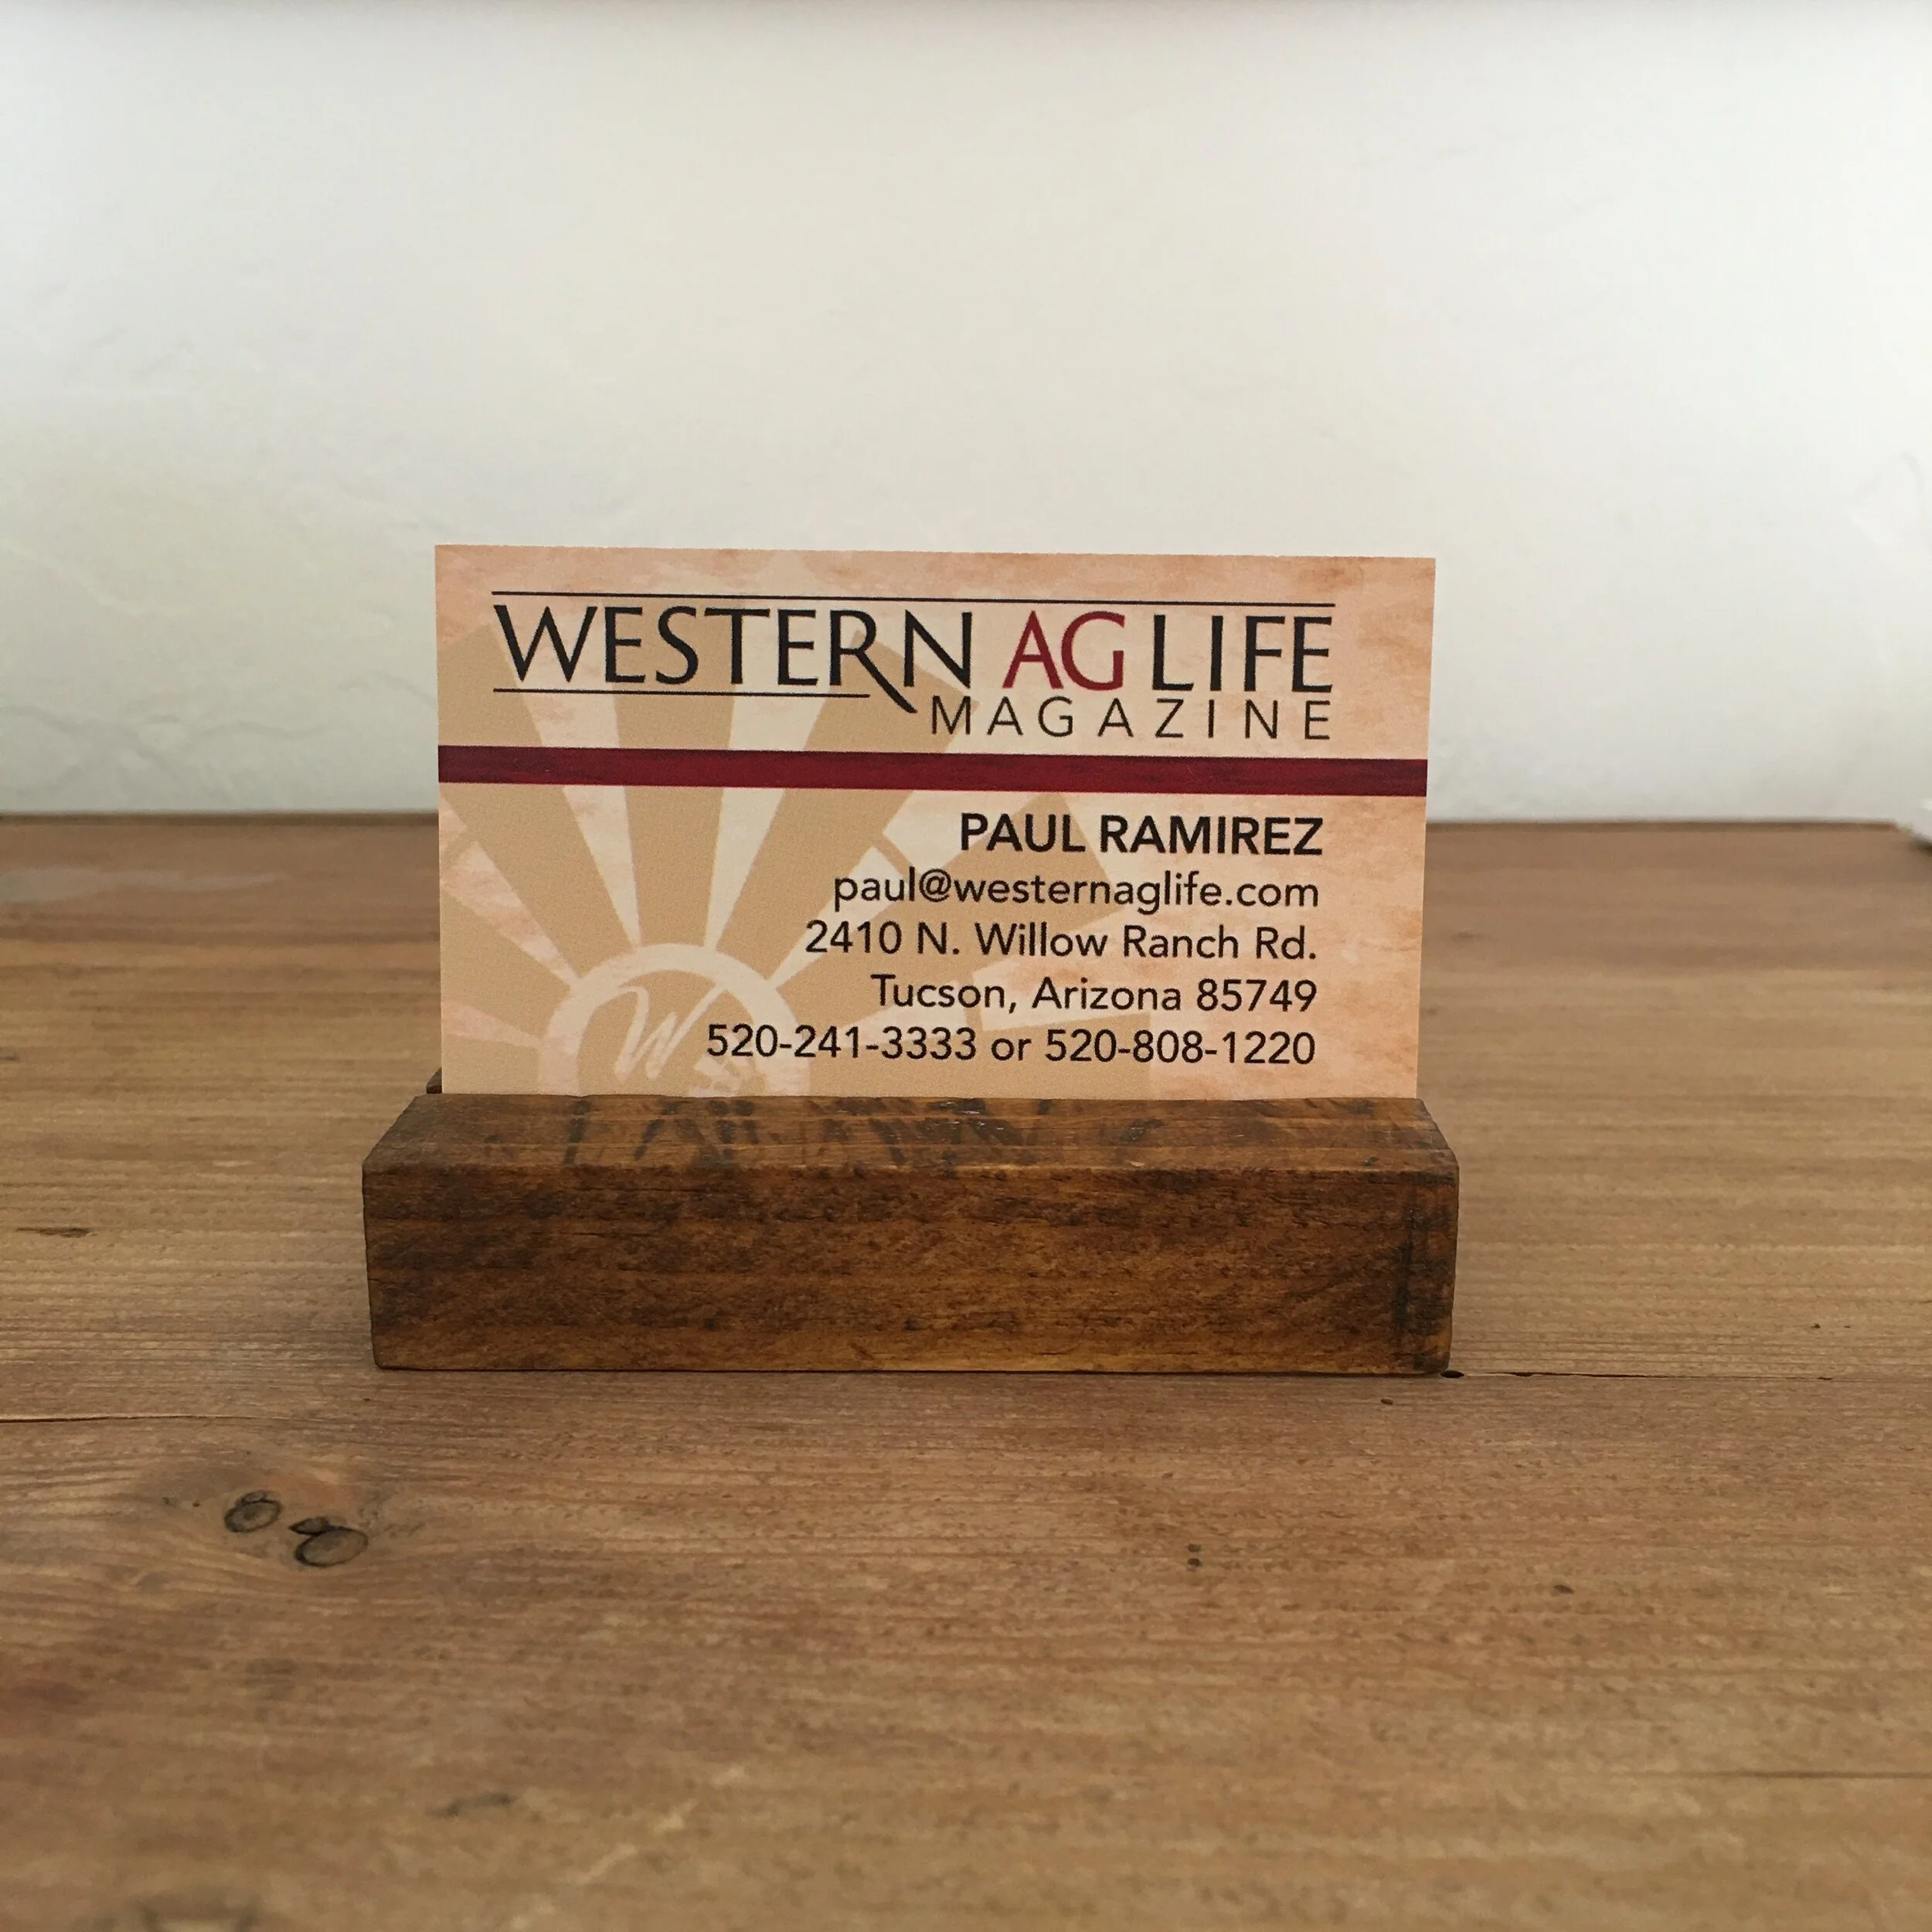 WESTERN AG LIFE
MAGAZINE
PAUL RAMIREZ
paul@westernaglife.com
2410 N. Willow Ranch Rd.
Tucson, Arizona 85749
520-241-3333 or 520-808-1220
W